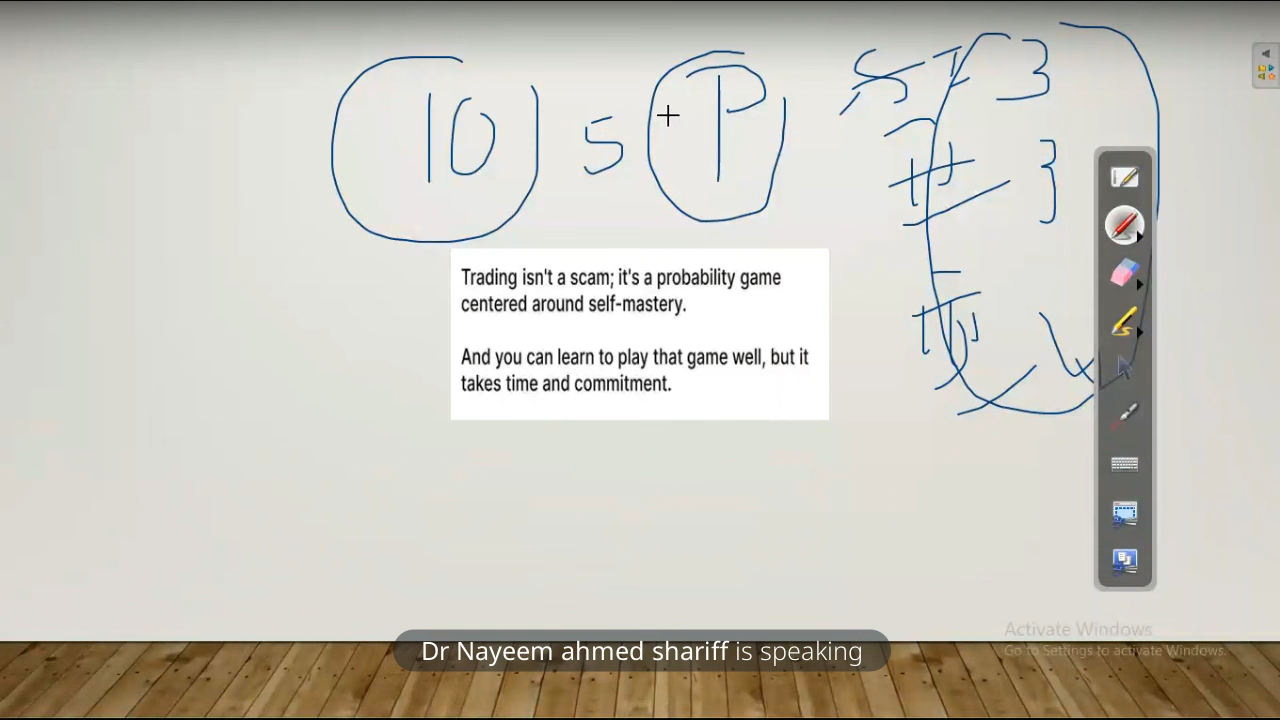 10 5 P
3
Trading isn't a scam; it's a probability game
centered around self-mastery.
And you can learn to play that game well, but it
takes time and commitment.
Activate Windows
Go to Settings to activate Windows.
Dr Nayeem ahmed shariff is speaking